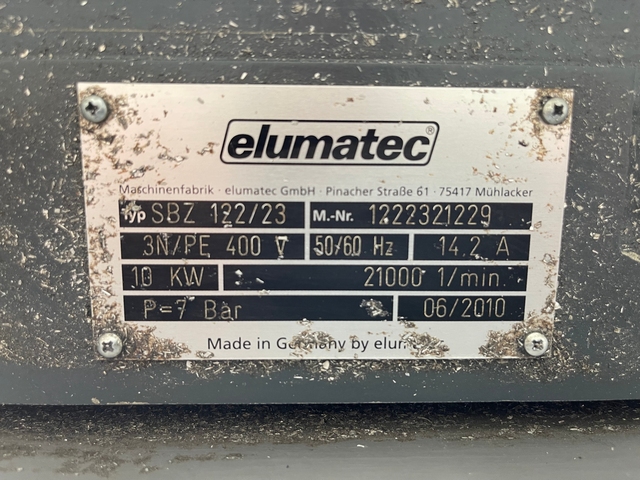 elumatec®
Maschinenfabrik · elumatec GmbH · Pinacher Straße 61 · 75417 Mühlacker
Typ SBZ 122/23 M.-Nr. 1222321229
3N/PE 400 V 50/60 Hz 14.2 A
10 KW 21000 1/min.
P=7 Bar 06/2010
Made in Germany by